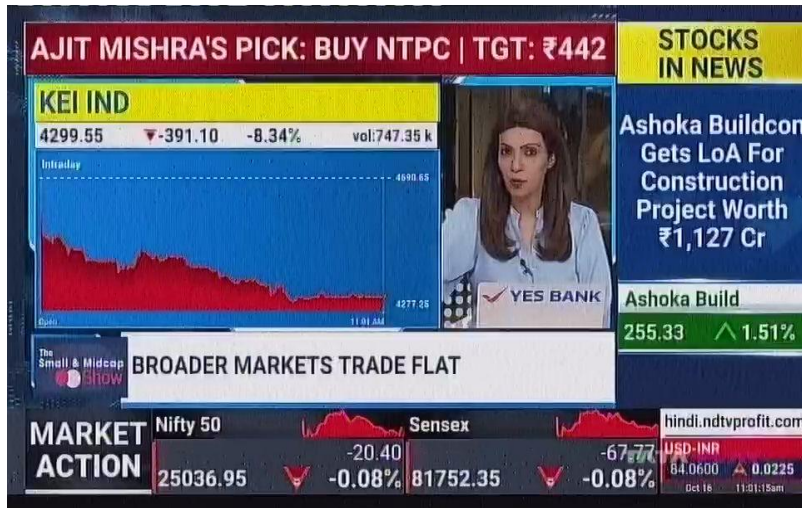 AJIT MISHRA'S PICK: BUY NTPC | TGT: ₹442
STOCKS
IN NEWS
KEI IND
4299.55 ▼-391.10 -8.34% vol:747.35 k
Intraday
4690.65
4277.25
Open 11:01 AM
YES BANK
Ashoka Buildcon
Gets LoA For
Construction
Project Worth
₹1,127 Cr
Ashoka Build
255.33 1.51%
The
Small & Midcap
Show
BROADER MARKETS TRADE FLAT
MARKET
ACTION
Nifty 50
-20.40
25036.95 -0.08%
Sensex
-67.77
81752.35 -0.08%
hindi.ndtvprofit.com
USD-INR
84.0600 0.0225
Oct 16 11:01:15am